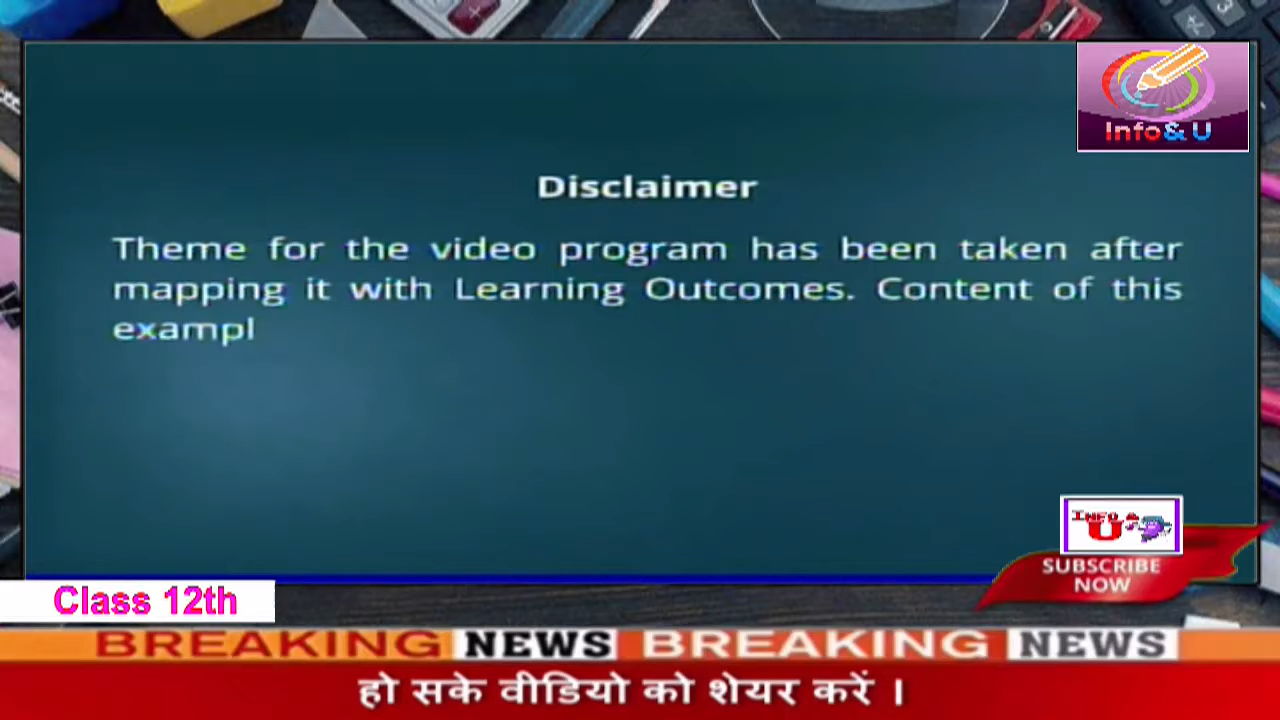 Info & U
Disclaimer
Theme for the video program has been taken after
mapping it with Learning Outcomes. Content of this
exampl
INFO &
U
SUBSCRIBE
NOW
Class 12th
BREAKING NEWS BREAKING NEWS
हो सके वीडियो को शेयर करें ।